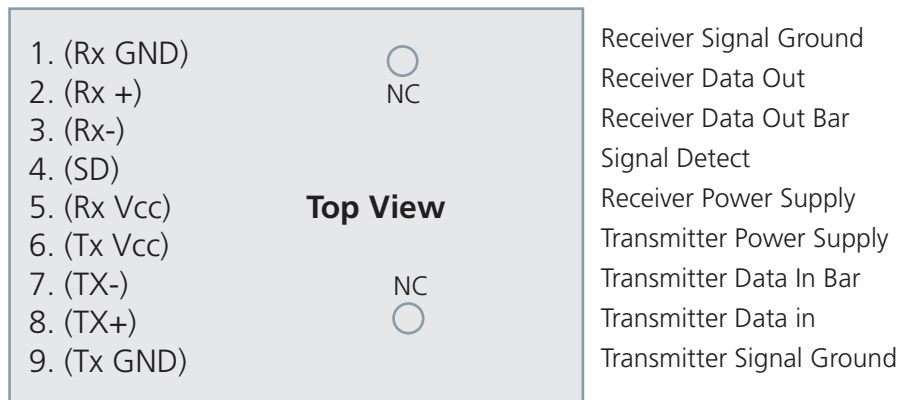 1. (Rx GND)
2. (Rx +)
NC
3. (Rx-)
4. (SD)
5. (Rx Vcc)
Top View
6. (Tx Vcc)
7. (TX-)
NC
8. (TX+)
9. (Tx GND)
Receiver Signal Ground
Receiver Data Out
Receiver Data Out Bar
Signal Detect
Receiver Power Supply
Transmitter Power Supply
Transmitter Data In Bar
Transmitter Data in
Transmitter Signal Ground